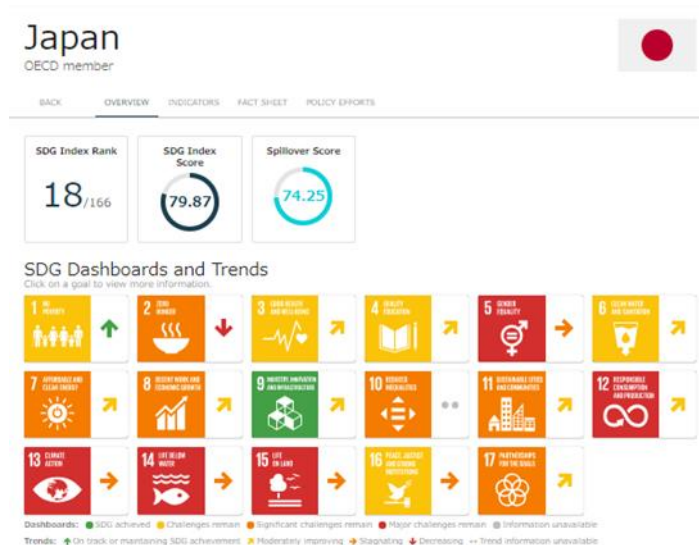 Japan
OECD member
BACK OVERVIEW INDICATORS FACT SHEET POLICY EFFORTS
SDG Index Rank
18/166
SDG Index
Score
79.87
Spillover Score
74.25
SDG Dashboards and Trends
Click on a goal to view more information.
1 NO
POVERTY
2 ZERO
HUNGER
3 GOOD HEALTH
AND WELL-BEING
4 QUALITY
EDUCATION
5 GENDER
EQUALITY
6 CLEAN WATER
AND SANITATION
7 AFFORDABLE AND
CLEAN ENERGY
8 DECENT WORK AND
ECONOMIC GROWTH
9 INDUSTRY, INNOVATION
AND INFRASTRUCTURE
10 REDUCED
INEQUALITIES
11 SUSTAINABLE CITIES
AND COMMUNITIES
12 RESPONSIBLE
CONSUMPTION
AND PRODUCTION
13 CLIMATE
ACTION
14 LIFE BELOW
WATER
15 LIFE
ON LAND
16 PEACE, JUSTICE
AND STRONG
INSTITUTIONS
17 PARTNERSHIPS
FOR THE GOALS
Dashboards: SDG achieved Challenges remain Significant challenges remain Major challenges remain Information unavailable
Trends: On track or maintaining SDG achievement Moderately improving Stagnating Decreasing Trend information unavailable